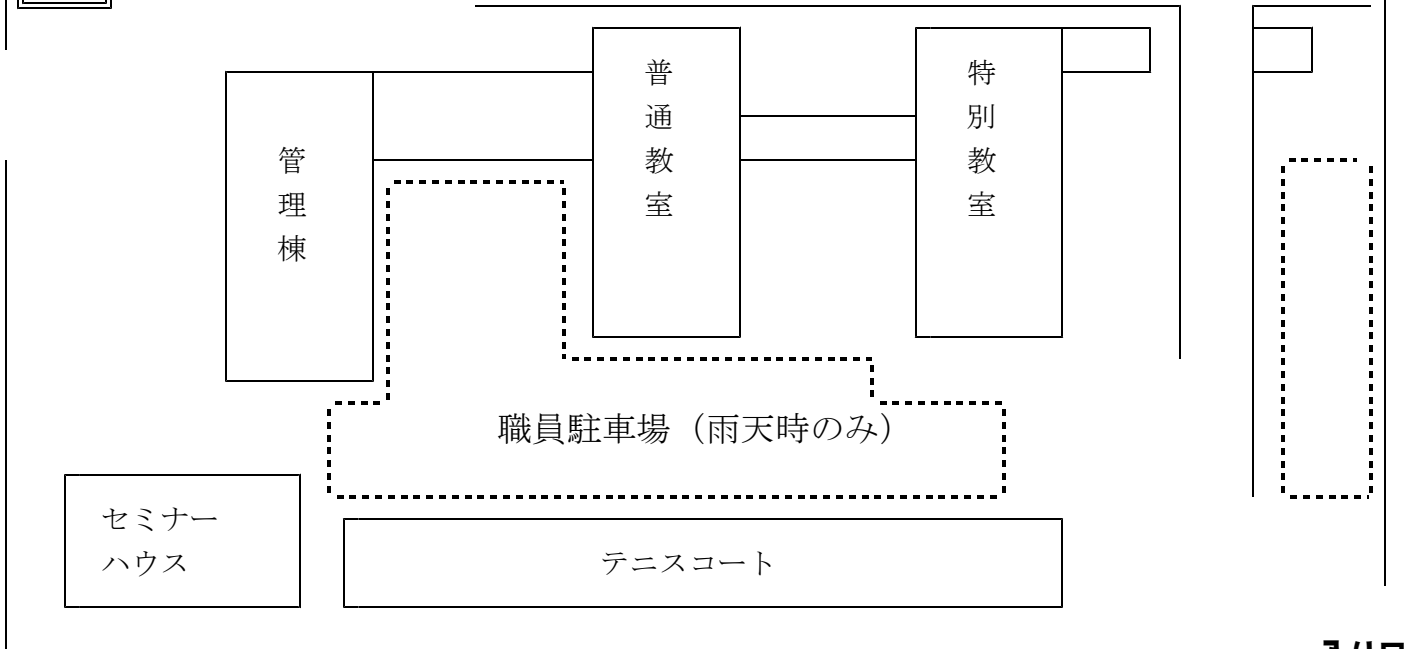 管理棟
普通教室
特別教室
職員駐車場（雨天時のみ）
セミナー
ハウス
テニスコート